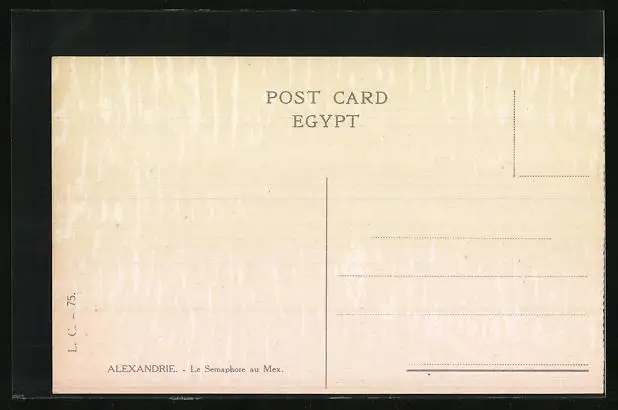 POST CARD
EGYPT
L. C. – 75.
ALEXANDRIE. - Le Semaphore au Mex.